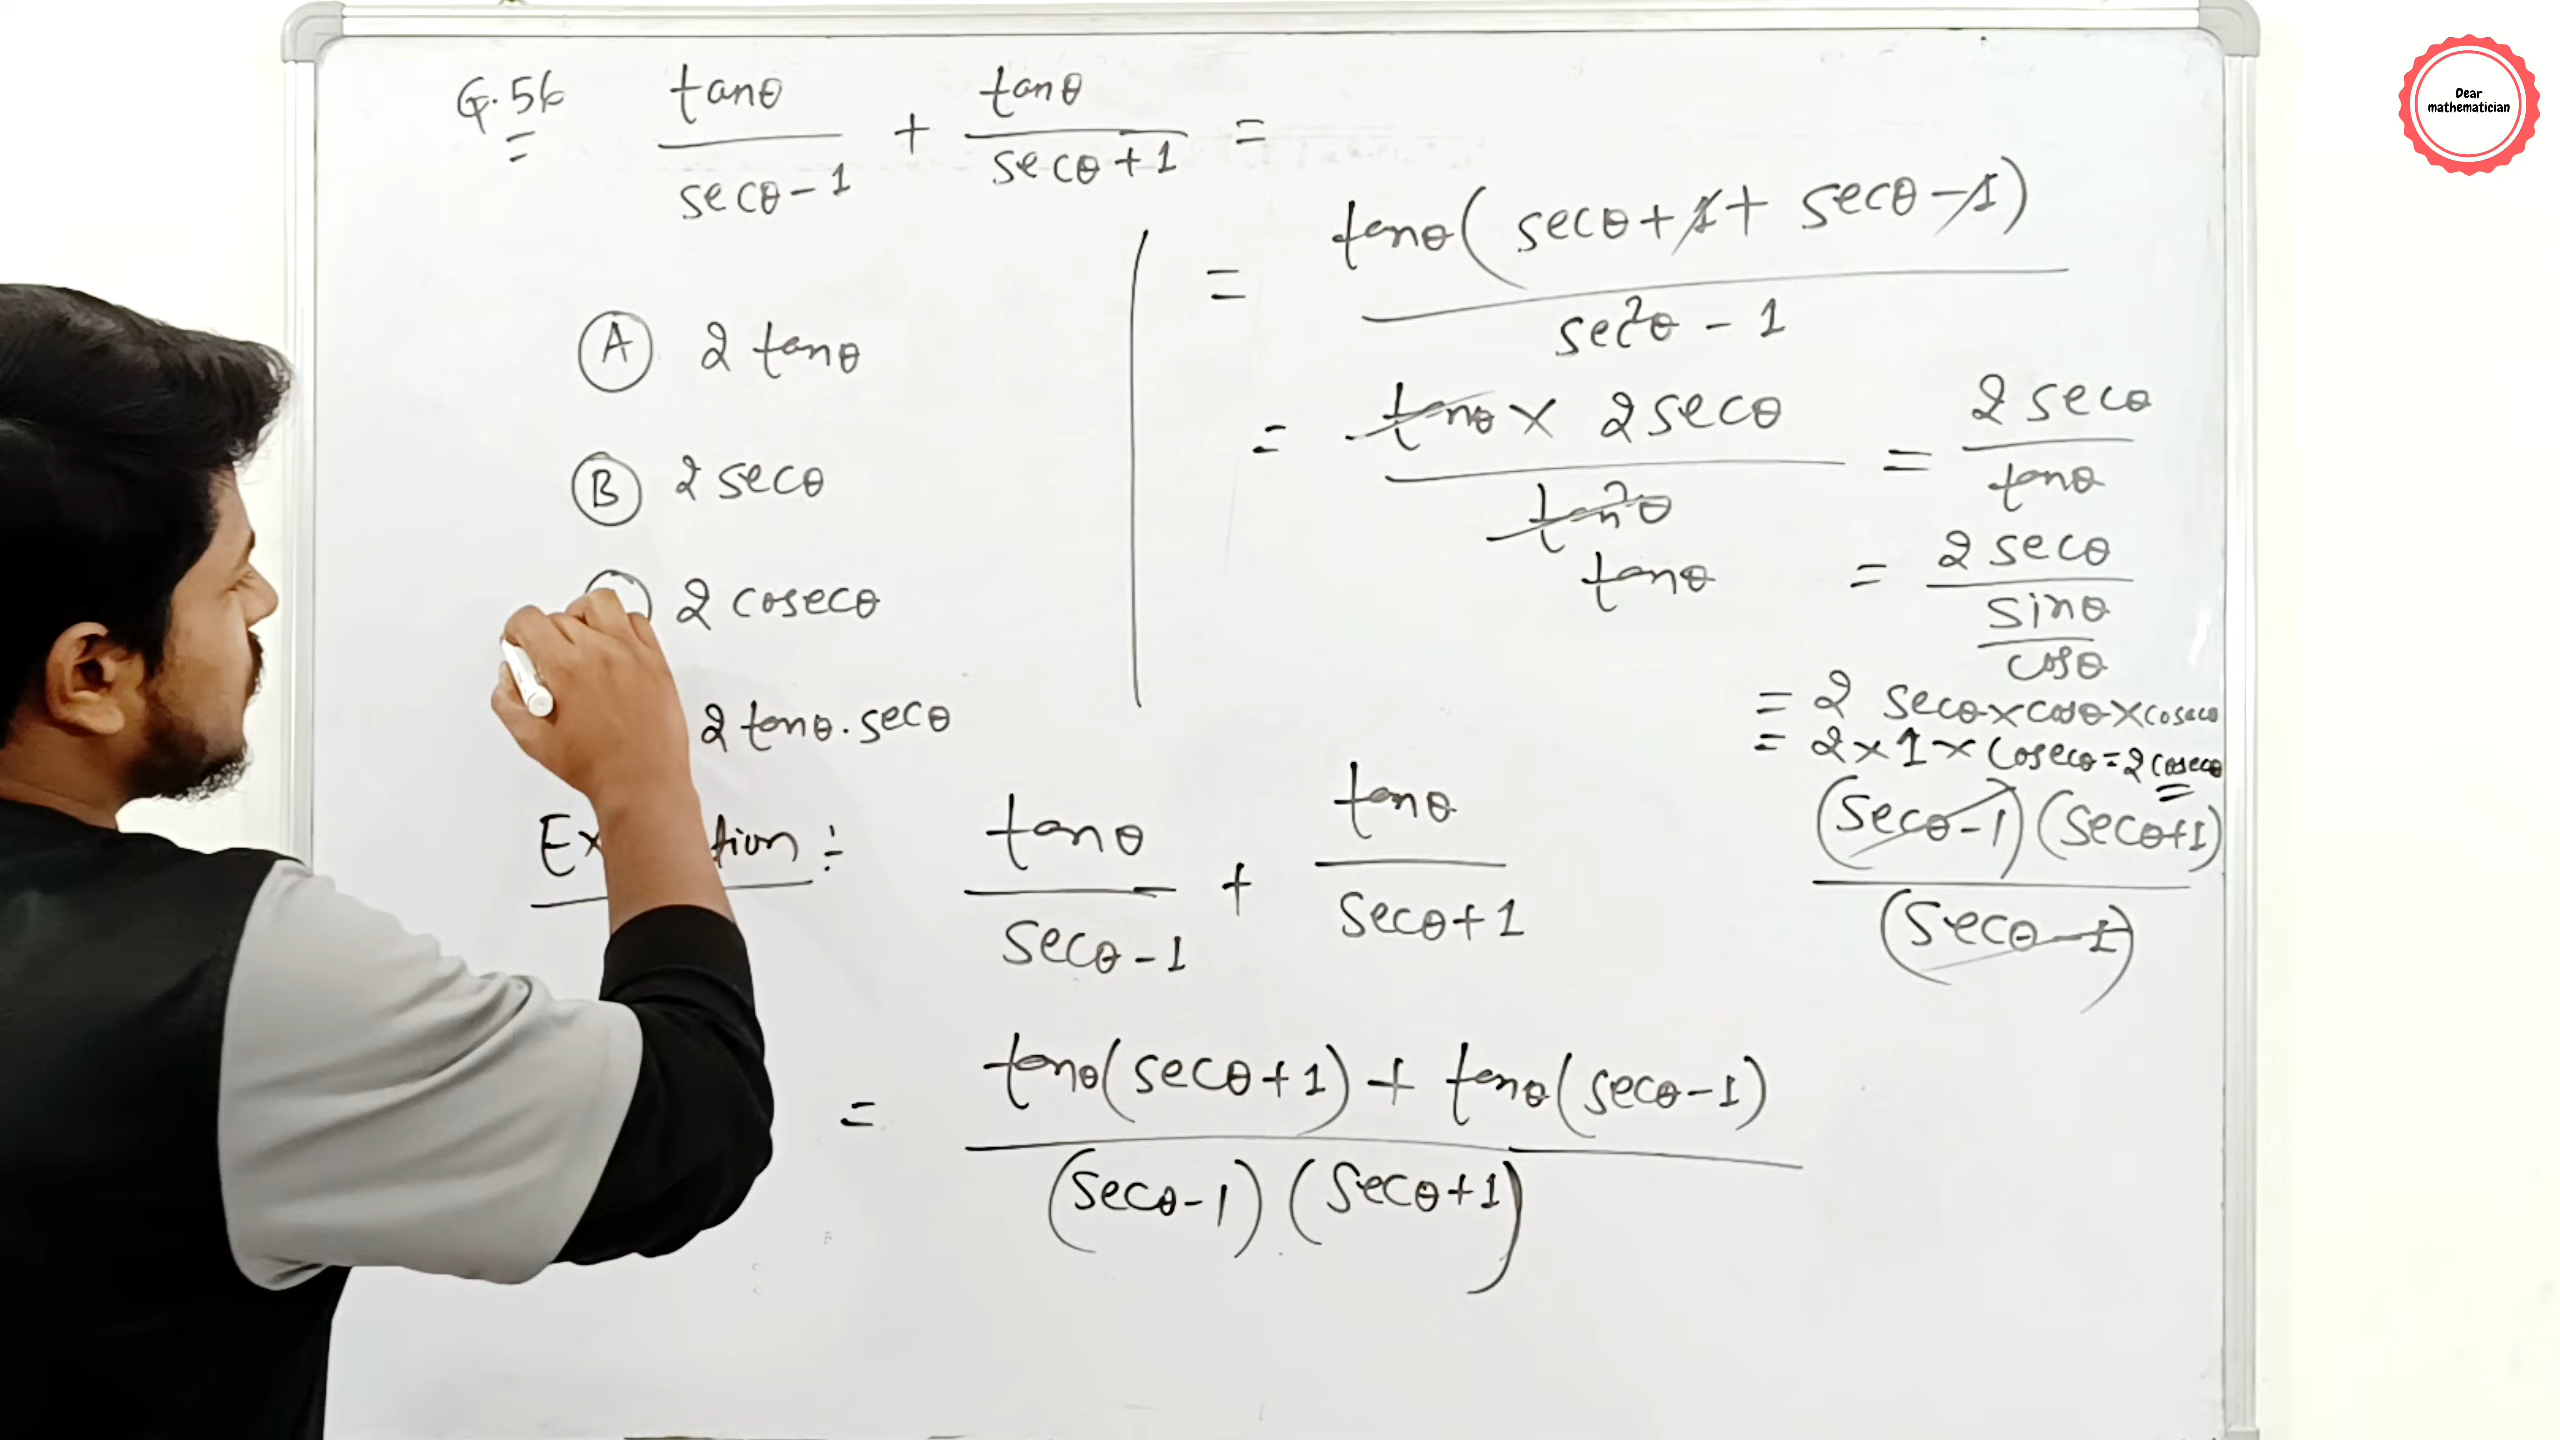 Q.56 tanθ/secθ-1 + tanθ/secθ+1 =
A 2 tanθ
B 2 secθ
2 cosecθ
2 tanθ.secθ
= tanθ(secθ+1+secθ-1)/sec²θ - 1
= tanθ × 2secθ/tan²θ = 2secθ/tanθ
tanθ
= 2secθ/sinθ/cosθ
= 2 secθ×cosθ×cosecθ
= 2×1×cosecθ=2cosecθ
tanθ/secθ-1 + tanθ/secθ+1
(secθ-1)(secθ+1)/(secθ-1)
= tanθ(secθ+1)+tanθ(secθ-1)/(secθ-1)(secθ+1)
Dear
mathematician